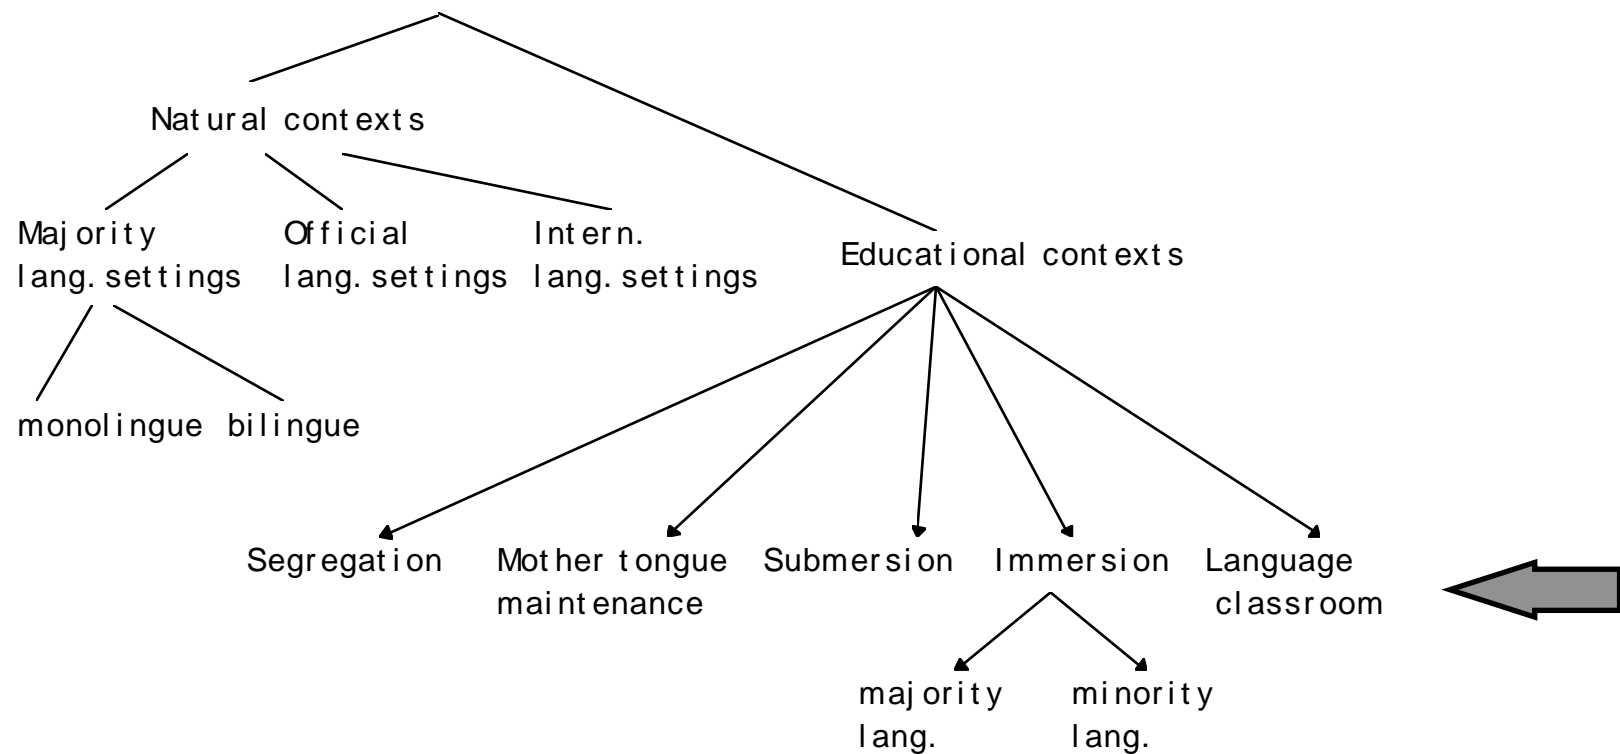 Natural contexts
Majority
lang. settings
Official
lang. settings
Intern.
lang. settings
Educational contexts
monolingue
bilingue
Segregation
Mother tongue
maintenance
Submersion
Immersion
Language
classroom
majority
lang.
minority
lang.